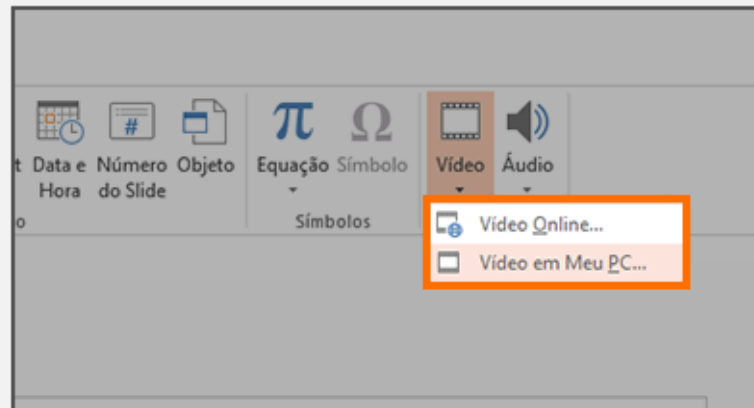 t Data e Número Objeto Equação Símbolo Vídeo Áudio
Hora do Slide
o Símbolos
Vídeo Online...
Vídeo em Meu PC...